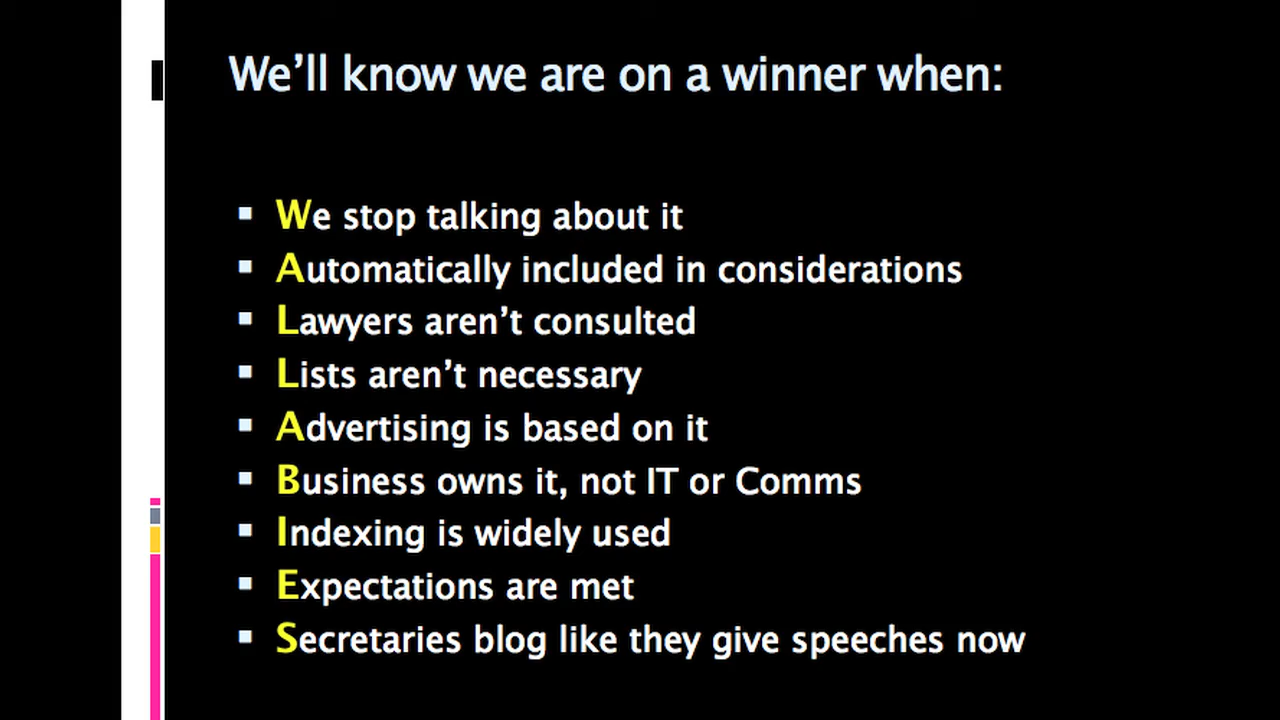 We’ll know we are on a winner when:
We stop talking about it
Automatically included in considerations
Lawyers aren’t consulted
Lists aren’t necessary
Advertising is based on it
Business owns it, not IT or Comms
Indexing is widely used
Expectations are met
Secretaries blog like they give speeches now